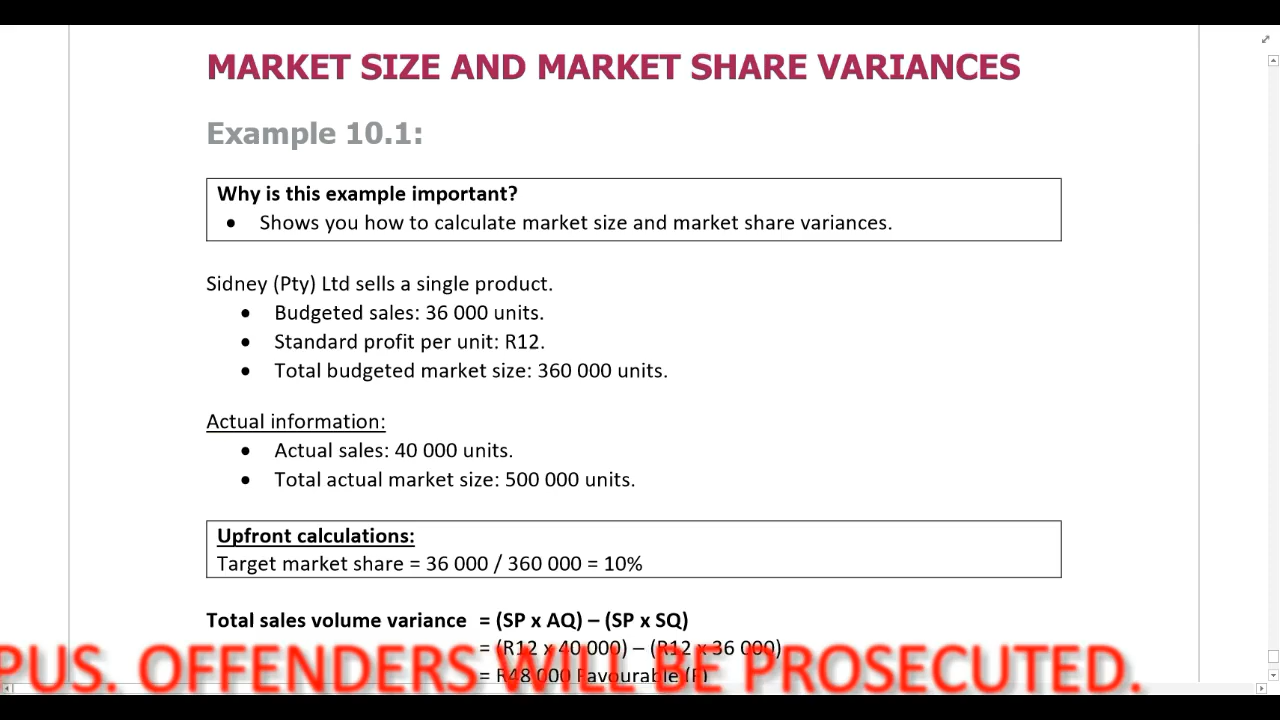 MARKET SIZE AND MARKET SHARE VARIANCES
Example 10.1:
Why is this example important?
• Shows you how to calculate market size and market share variances.
Sidney (Pty) Ltd sells a single product.
• Budgeted sales: 36 000 units.
• Standard profit per unit: R12.
• Total budgeted market size: 360 000 units.
Actual information:
• Actual sales: 40 000 units.
• Total actual market size: 500 000 units.
Upfront calculations:
Target market share = 36 000 / 360 000 = 10%
Total sales volume variance = (SP x AQ) – (SP x SQ)
= (R12 x 40 000) – (R12 x 36 000)
= R48 000 Favourable (F)
PUS. OFFENDERS WILL BE PROSECUTED.